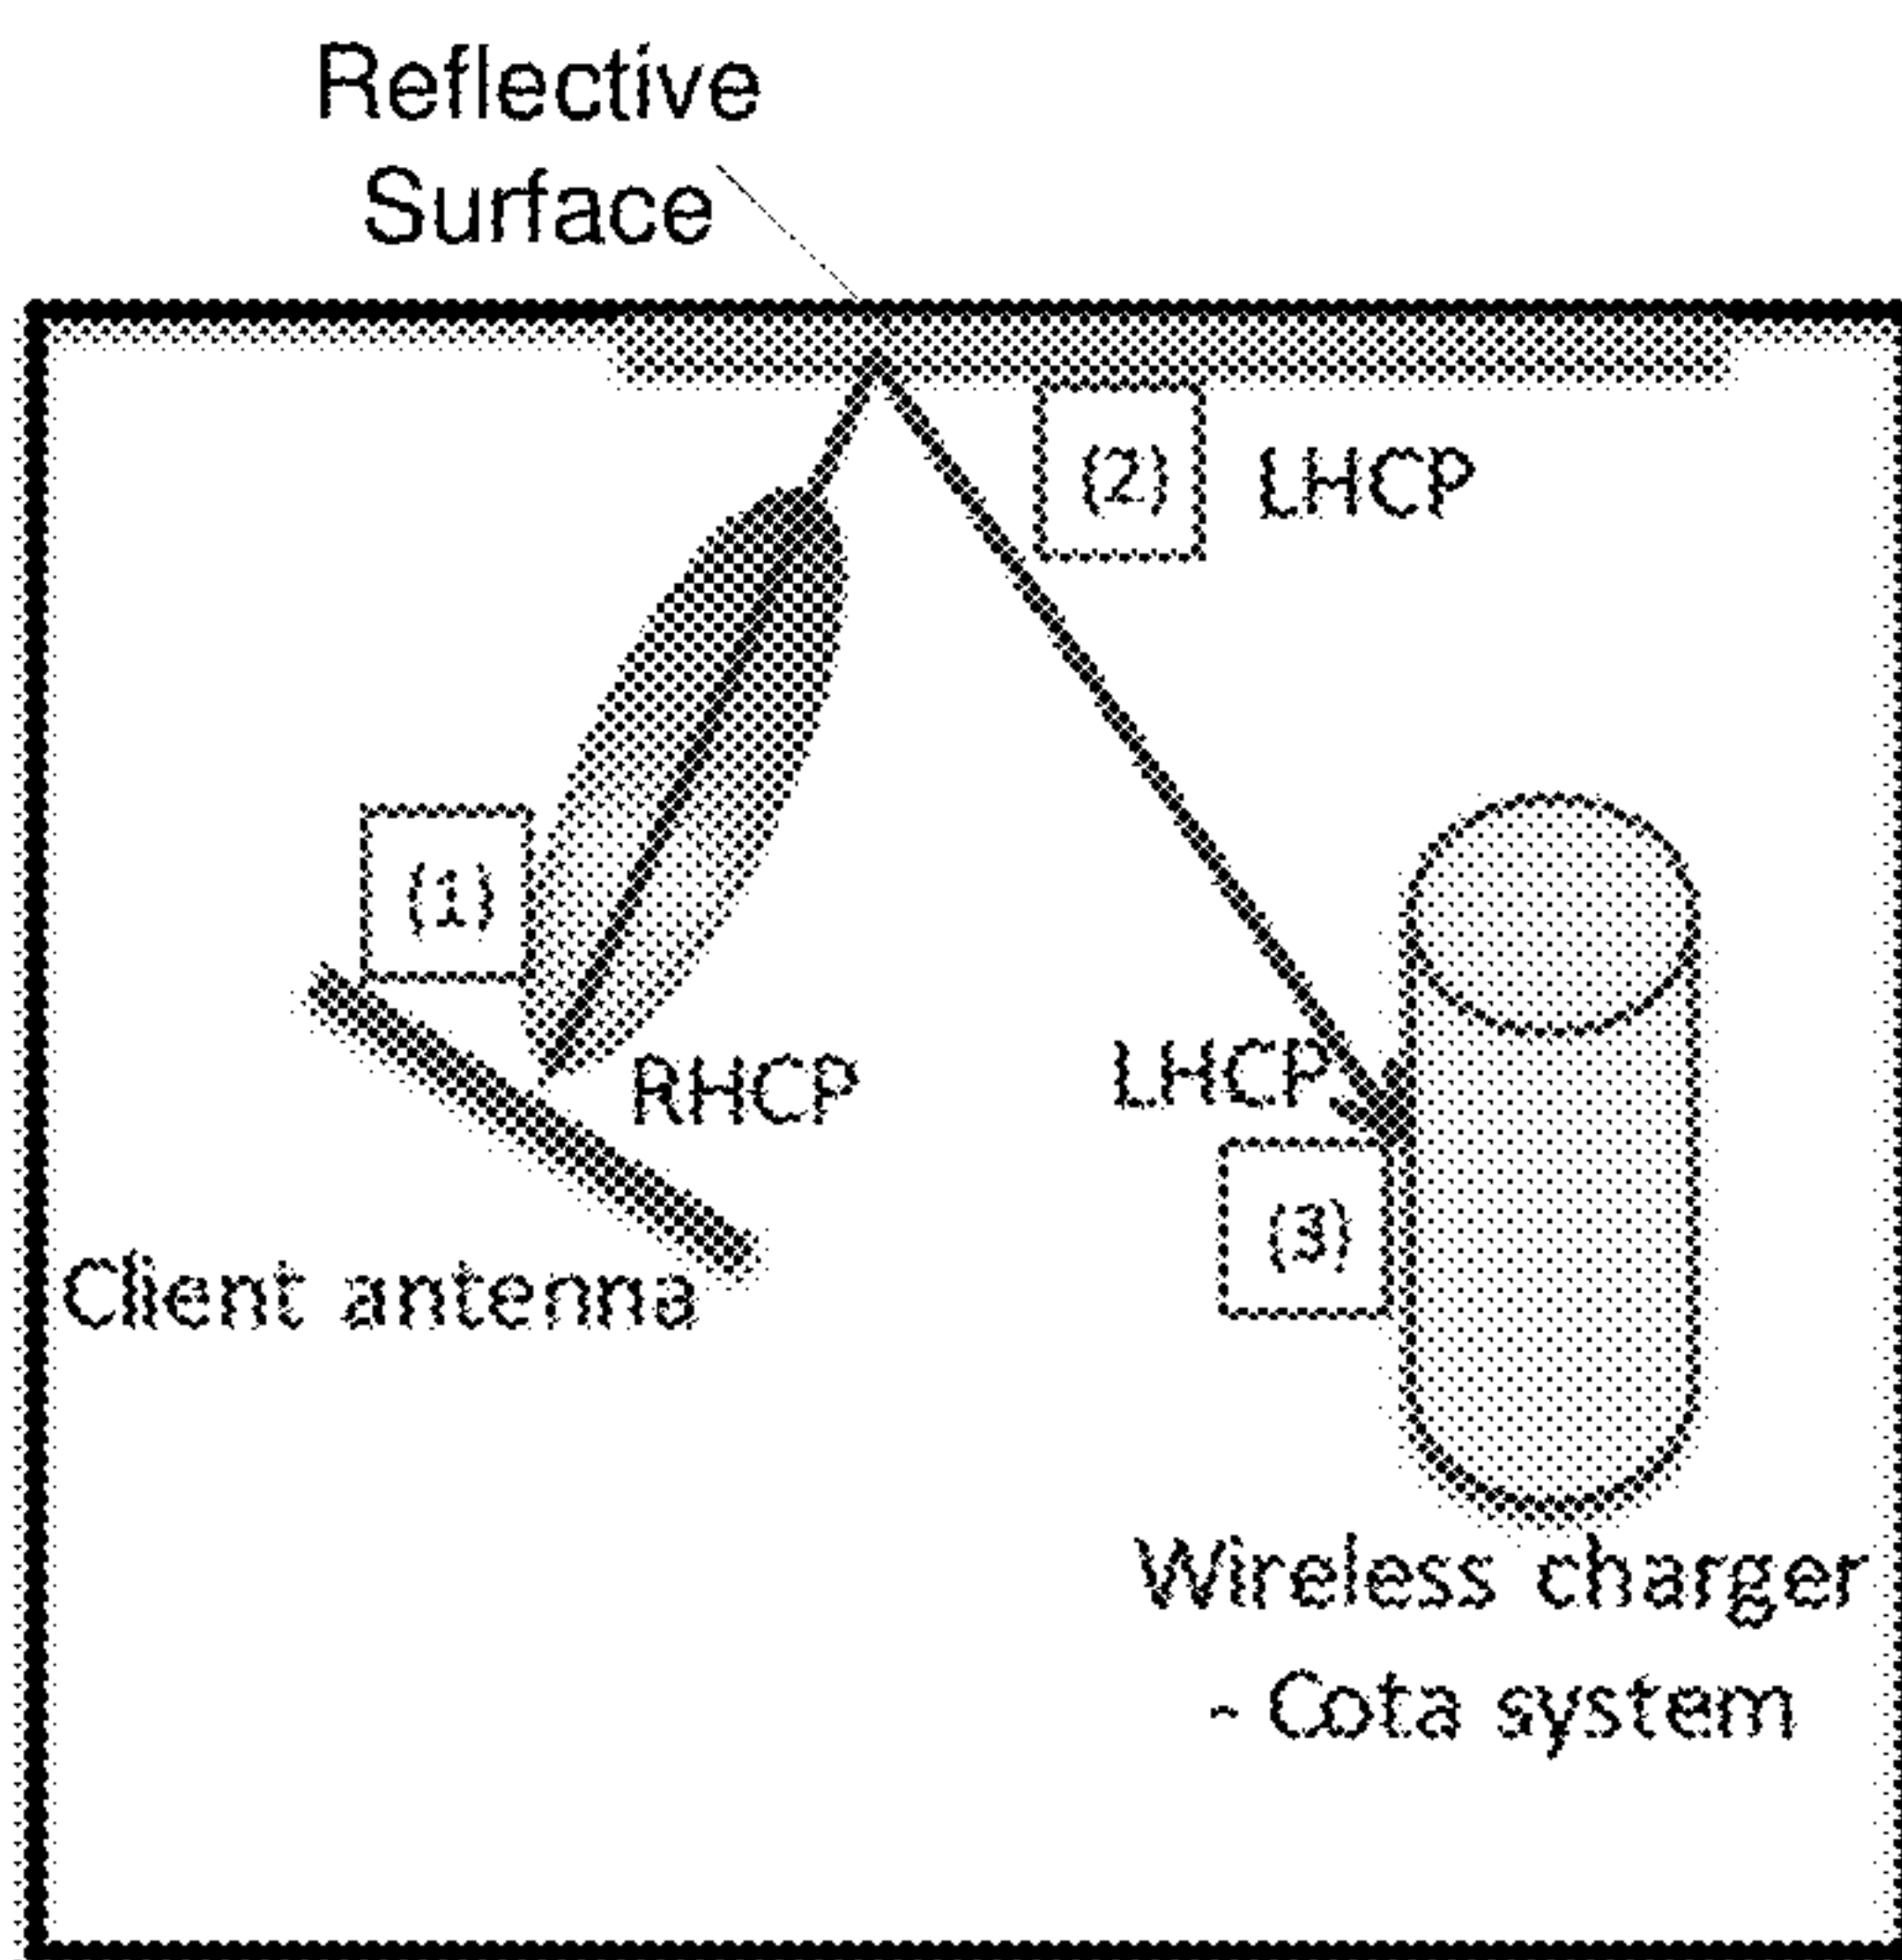 Reflective
Surface
(2) LHCP
(1)
RHCP
LHCP
(3)
Client antenna
Wireless charger
- Cota system